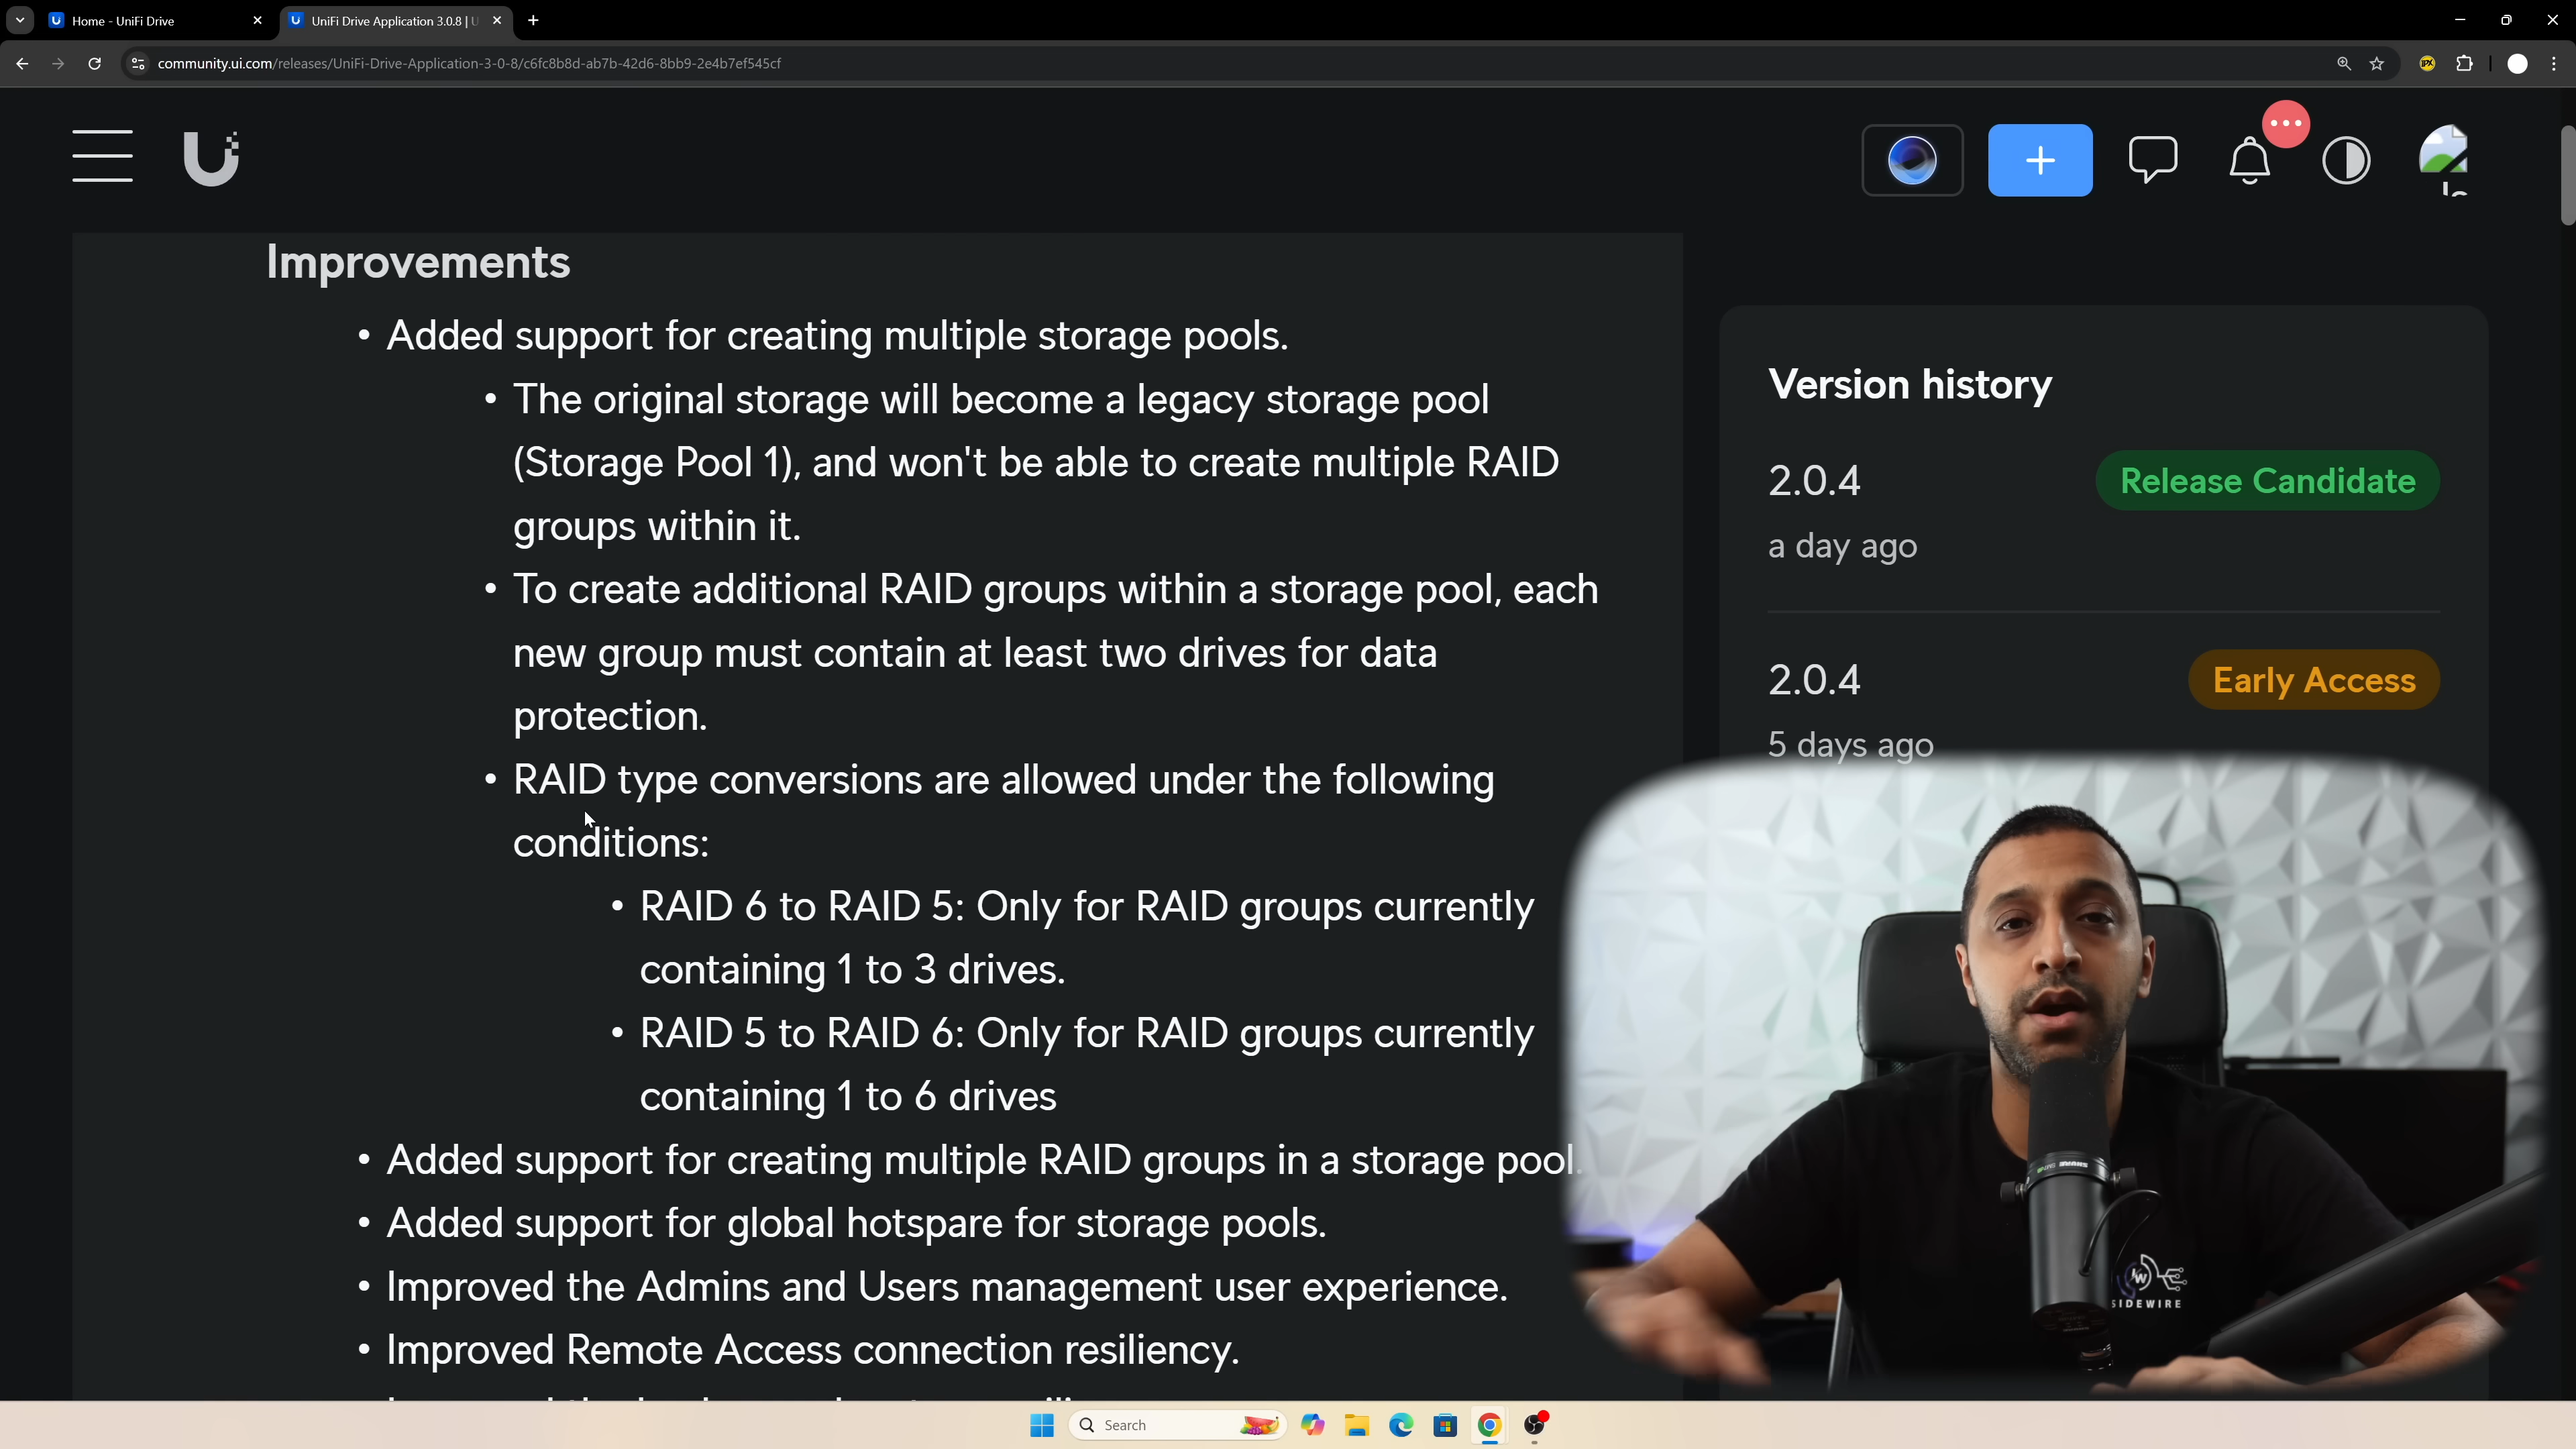 Home - UniFi Drive
UniFi Drive Application 3.0.8 | U
community.ui.com/releases/UniFi-Drive-Application-3-0-8/c6fc8b8d-ab7b-42d6-8bb9-2e4b7ef545cf
Improvements
• Added support for creating multiple storage pools.
• The original storage will become a legacy storage pool
(Storage Pool 1), and won't be able to create multiple RAID
groups within it.
• To create additional RAID groups within a storage pool, each
new group must contain at least two drives for data
protection.
• RAID type conversions are allowed under the following
conditions:
• RAID 6 to RAID 5: Only for RAID groups currently
containing 1 to 3 drives.
• RAID 5 to RAID 6: Only for RAID groups currently
containing 1 to 6 drives
• Added support for creating multiple RAID groups in a storage pool.
• Added support for global hotspare for storage pools.
• Improved the Admins and Users management user experience.
• Improved Remote Access connection resiliency.
Version history
2.0.4 Release Candidate
a day ago
2.0.4 Early Access
5 days ago
SIDEWIRE
Search